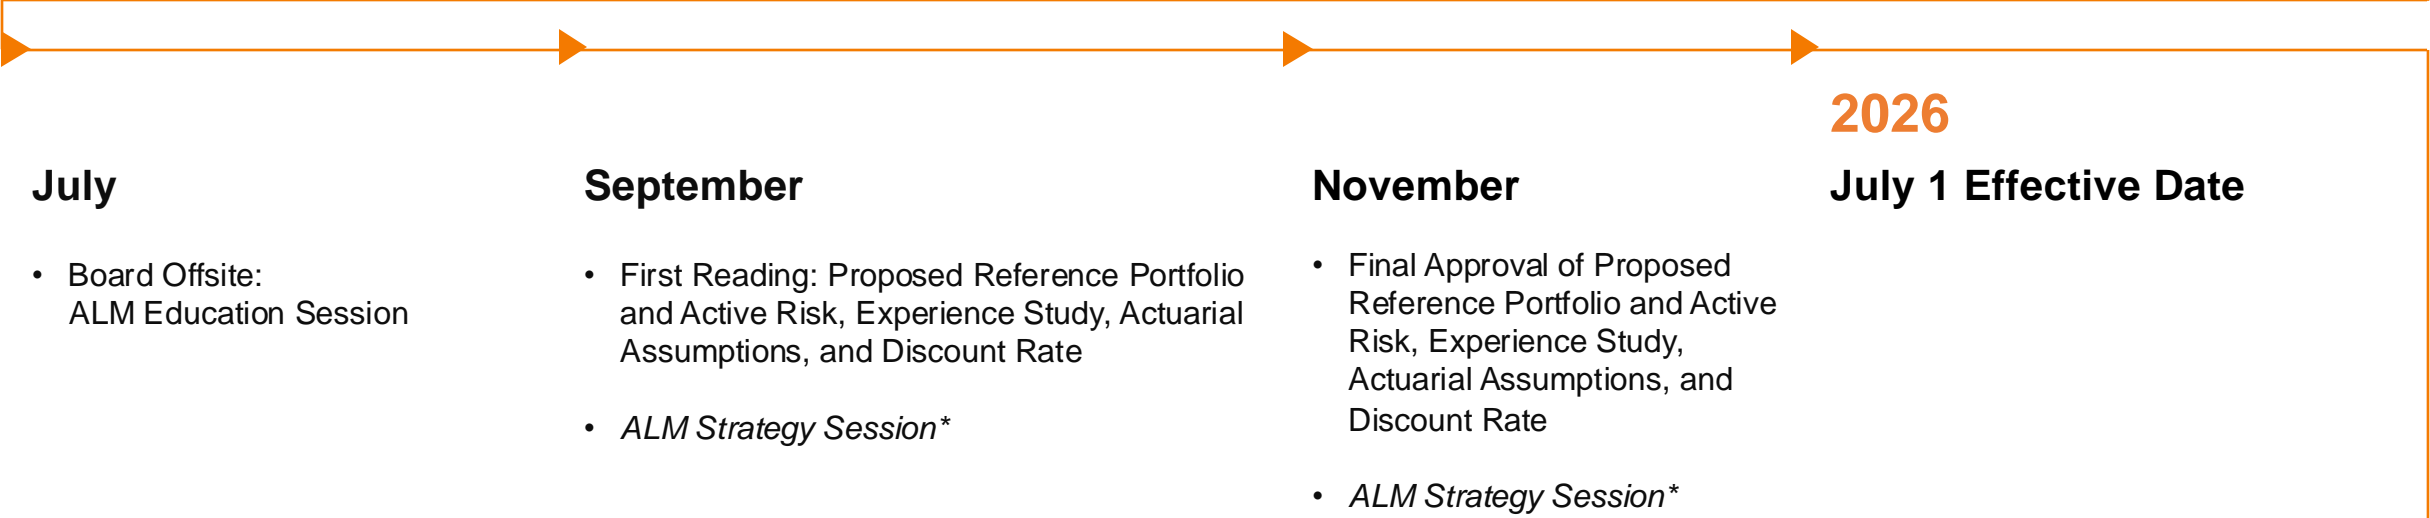 July
• Board Offsite:
ALM Education Session
September
• First Reading: Proposed Reference Portfolio
and Active Risk, Experience Study, Actuarial
Assumptions, and Discount Rate
• ALM Strategy Session*
November
• Final Approval of Proposed
Reference Portfolio and Active
Risk, Experience Study,
Actuarial Assumptions, and
Discount Rate
• ALM Strategy Session*
2026
July 1 Effective Date